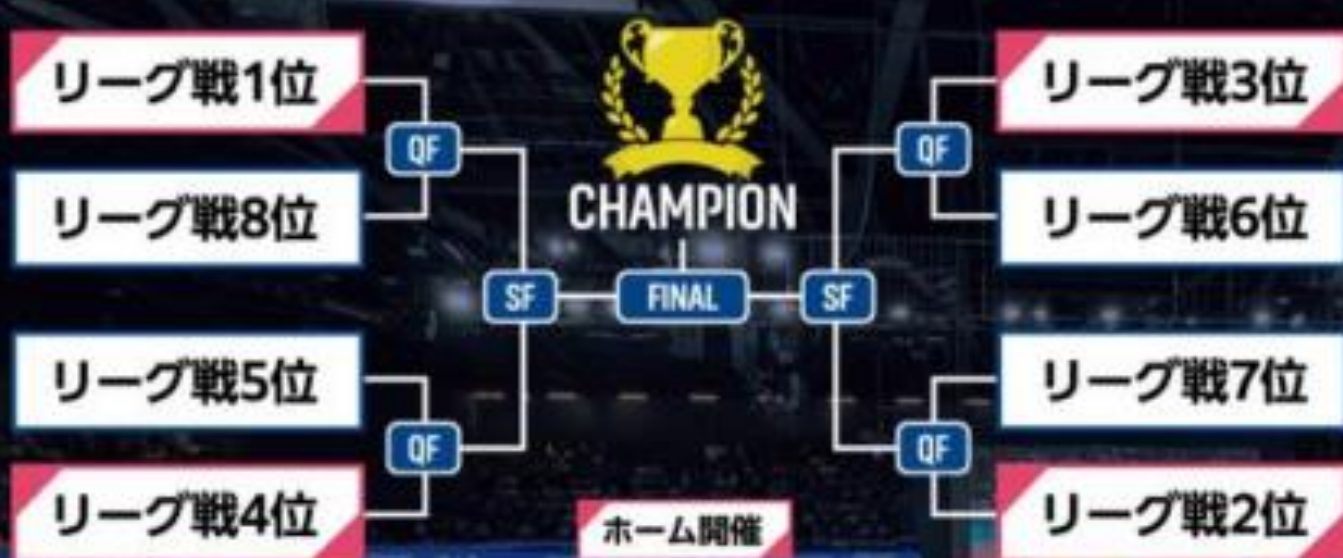 リーグ戦1位
リーグ戦8位
リーグ戦5位
リーグ戦4位
QF
QF
SF
CHAMPION
FINAL
SF
QF
QF
リーグ戦3位
リーグ戦6位
リーグ戦7位
リーグ戦2位
ホーム開催